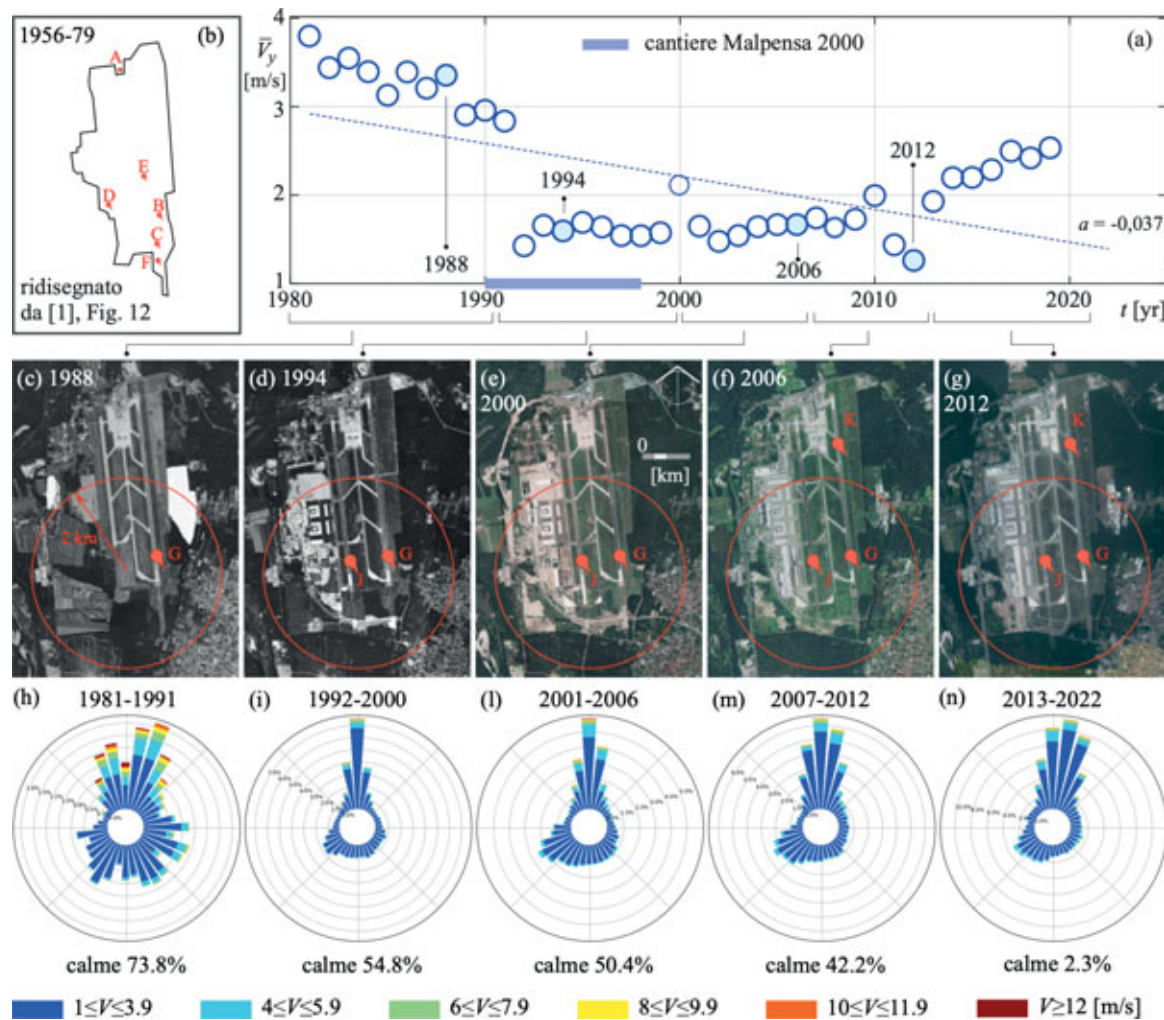 1956-79
(b)
A
E
D
B
C
F
ridisegnato
da [1], Fig. 12
4
V̅y
[m/s]
3
2
1
cantiere Malpensa 2000
(a)
1988
1994
2006
2012
a = -0,037
1980
1990
2000
2010
2020
t [yr]
(c) 1988
2 km
G
(d) 1994
J
G
(e)
2000
0
[km]
J
G
(f) 2006
K
J
G
(g)
2012
K
J
G
(h)
1981-1991
(i)
1992-2000
(l)
2001-2006
(m)
2007-2012
(n)
2013-2022
calme 73.8%
calme 54.8%
calme 50.4%
calme 42.2%
calme 2.3%
1≤V≤3.9
4≤V≤5.9
6≤V≤7.9
8≤V≤9.9
10≤V≤11.9
V≥12 [m/s]